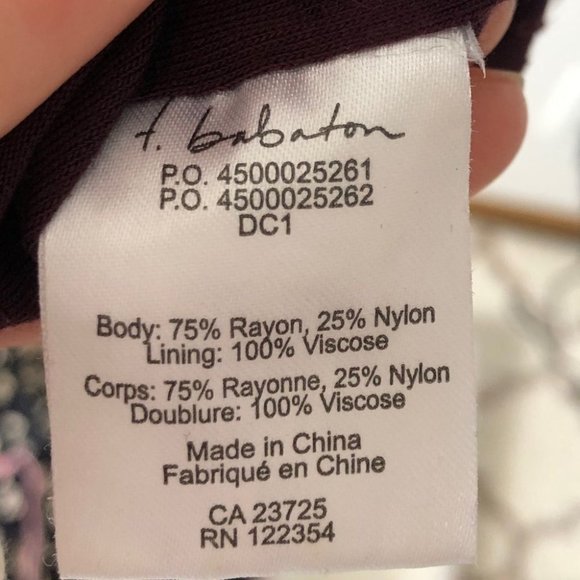 f. babaton
P.O. 4500025261
P.O. 4500025262
DC1
Body: 75% Rayon, 25% Nylon
Lining: 100% Viscose
Corps: 75% Rayonne, 25% Nylon
Doublure: 100% Viscose
Made in China
Fabriqué en Chine
CA 23725
RN 122354